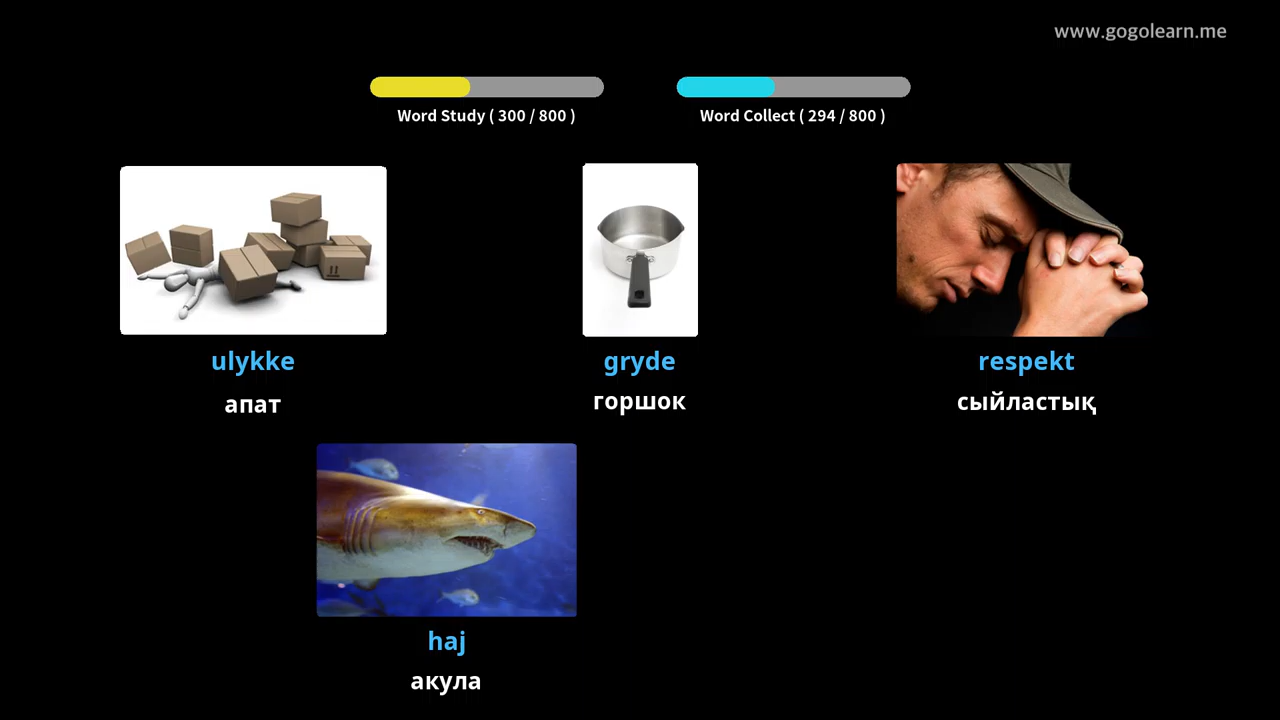 www.gogolearn.me
Word Study ( 300 / 800 )
Word Collect ( 294 / 800 )
ulykke
апат
gryde
горшок
respekt
сыйластық
haj
акула